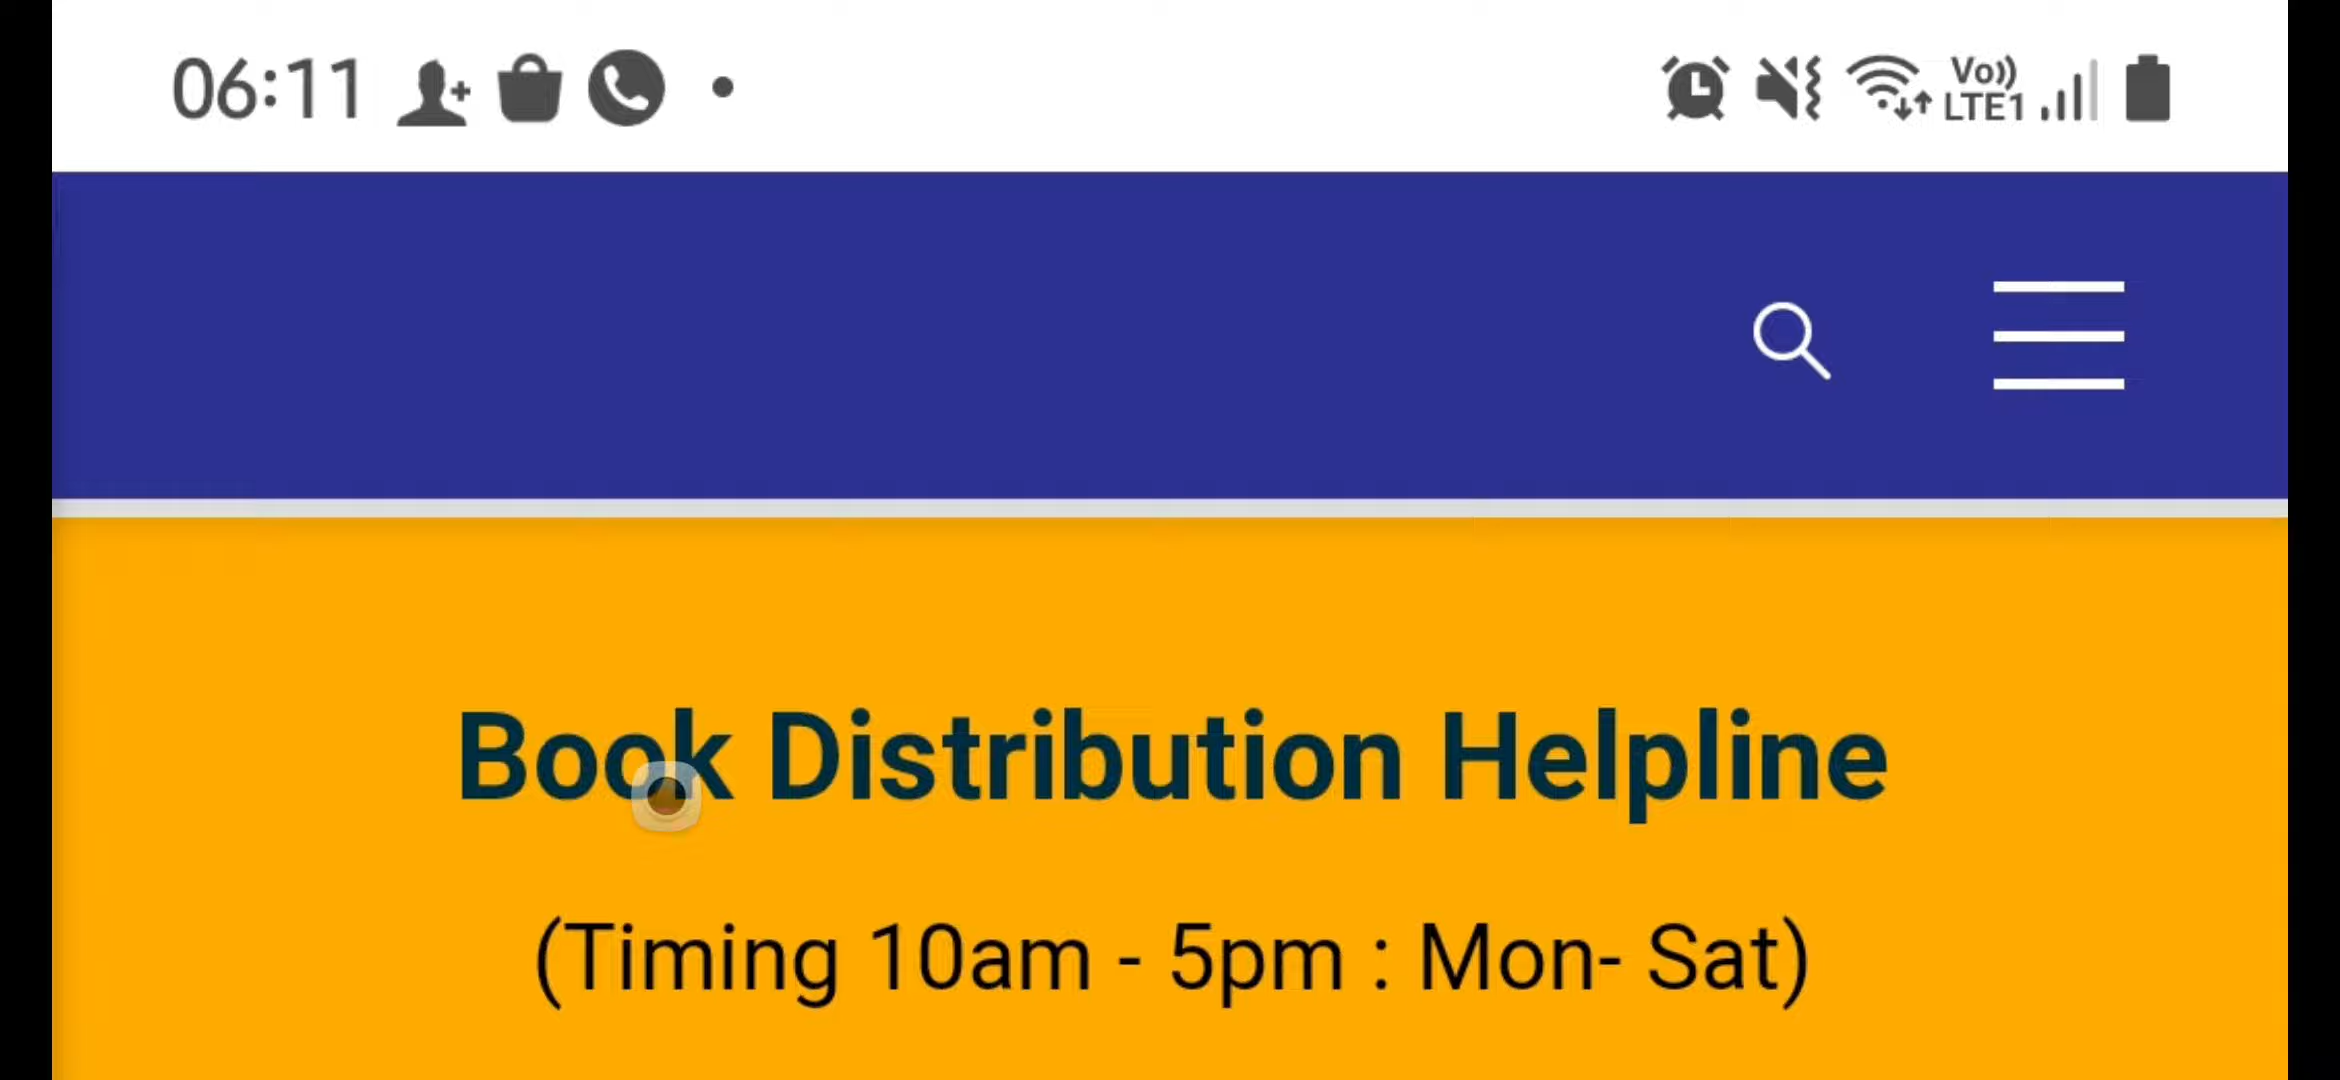 06:11 Vo)) LTE1
Book Distribution Helpline
(Timing 10am - 5pm : Mon- Sat)